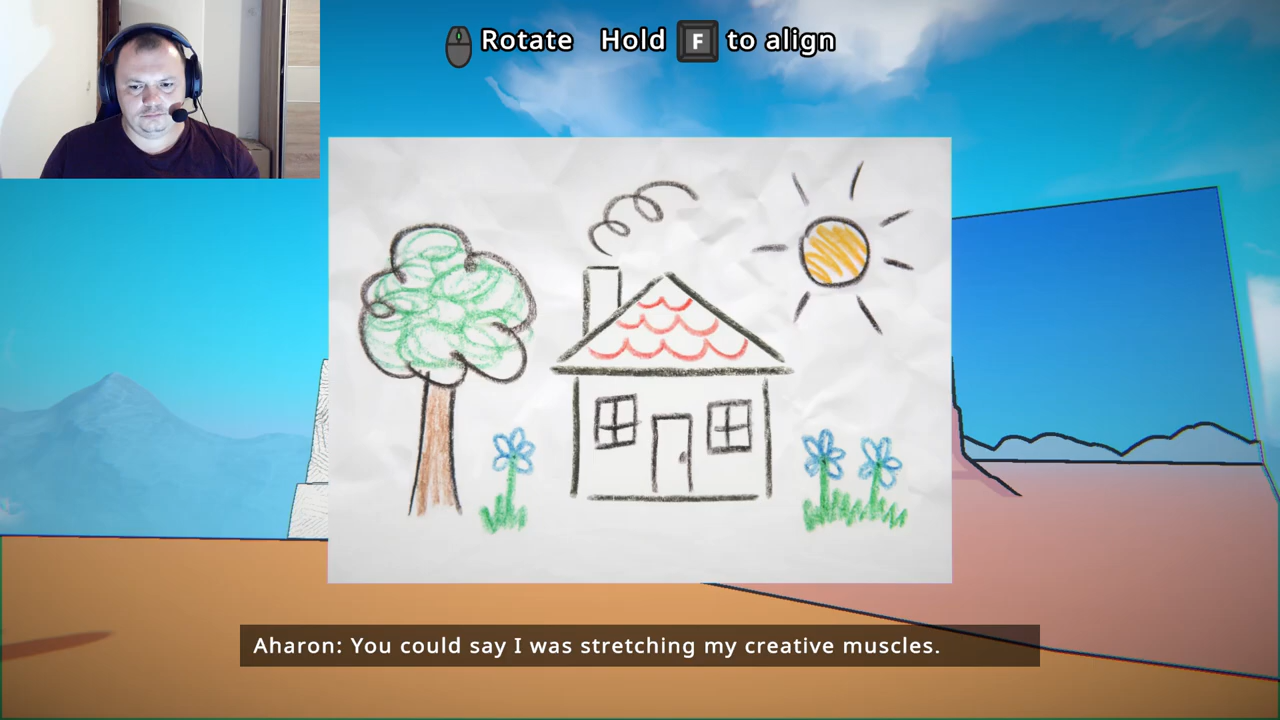 Rotate Hold F to align
Aharon: You could say I was stretching my creative muscles.